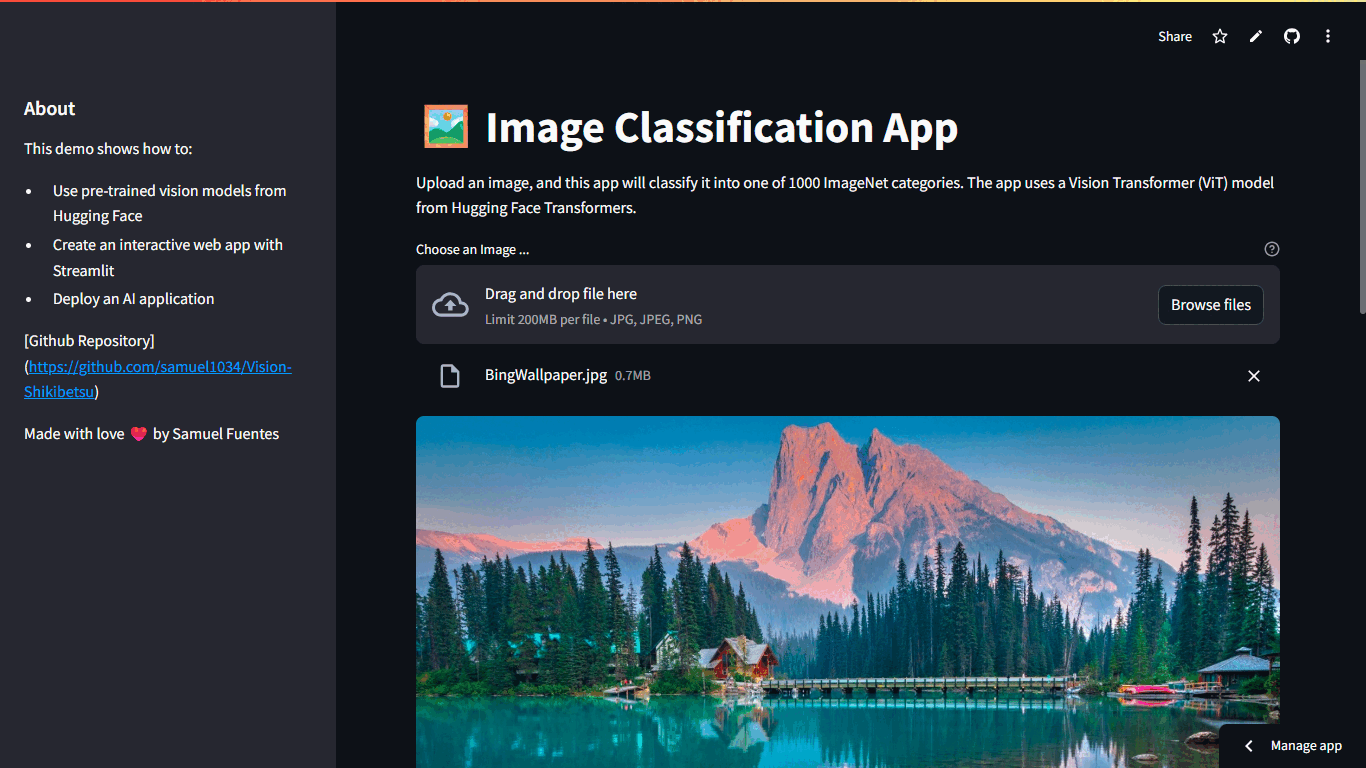 Share
About
This demo shows how to:
• Use pre-trained vision models from
Hugging Face
• Create an interactive web app with
Streamlit
• Deploy an AI application
[Github Repository]
(https://github.com/samuel1034/Vision-
Shikibetsu)
Made with love ❤️ by Samuel Fuentes
Image Classification App
Upload an image, and this app will classify it into one of 1000 ImageNet categories. The app uses a Vision Transformer (ViT) model
from Hugging Face Transformers.
Choose an Image ...
Drag and drop file here
Limit 200MB per file • JPG, JPEG, PNG
Browse files
BingWallpaper.jpg 0.7MB
Manage app